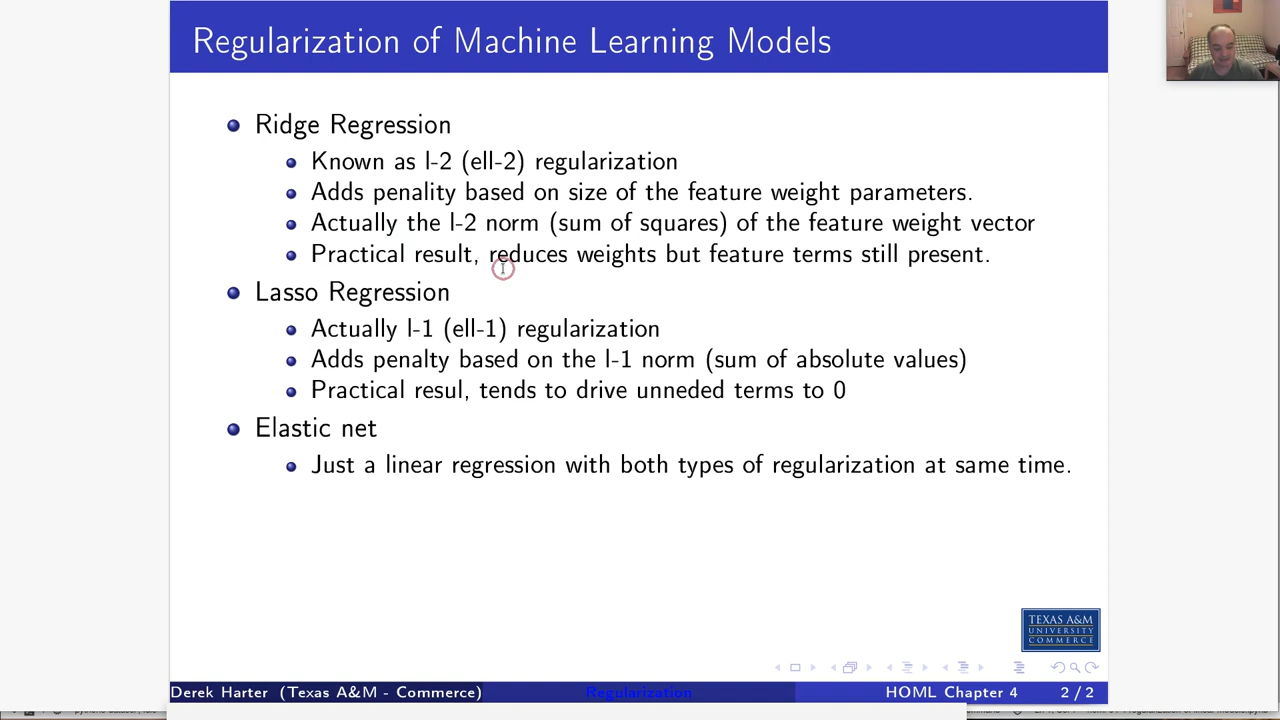 Regularization of Machine Learning Models
Ridge Regression
Known as l-2 (ell-2) regularization
Adds penality based on size of the feature weight parameters.
Actually the l-2 norm (sum of squares) of the feature weight vector
Practical result, reduces weights but feature terms still present.
Lasso Regression
Actually l-1 (ell-1) regularization
Adds penalty based on the l-1 norm (sum of absolute values)
Practical resul, tends to drive unneded terms to 0
Elastic net
Just a linear regression with both types of regularization at same time.
TEXAS A&M
UNIVERSITY
COMMERCE
Derek Harter (Texas A&M - Commerce) Regularization HOML Chapter 4 2 / 2